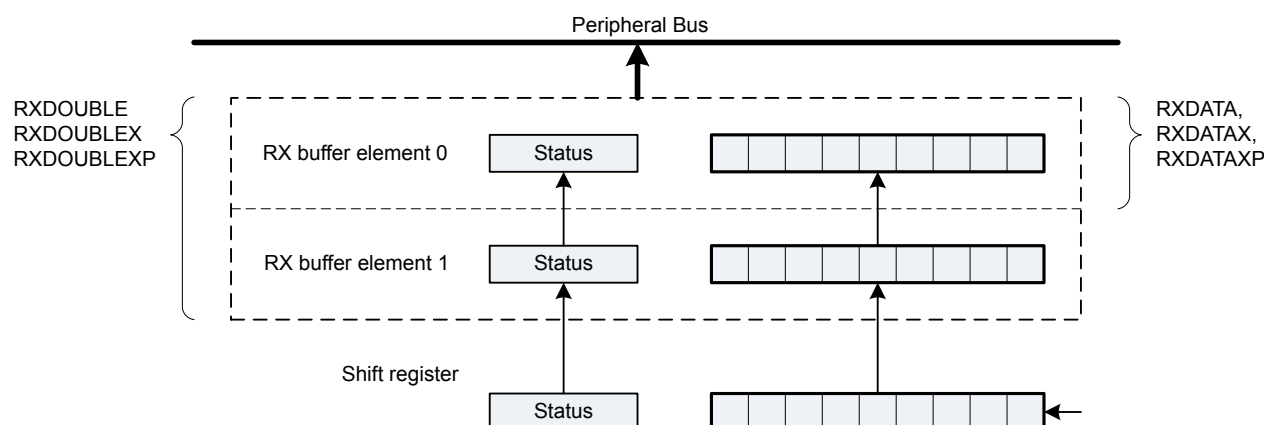 Peripheral Bus
RXDOUBLE
RXDOUBLEX
RXDOUBLEXP
RXDATA,
RXDATAX,
RXDATAXP
RX buffer element 0
Status
RX buffer element 1
Status
Shift register
Status